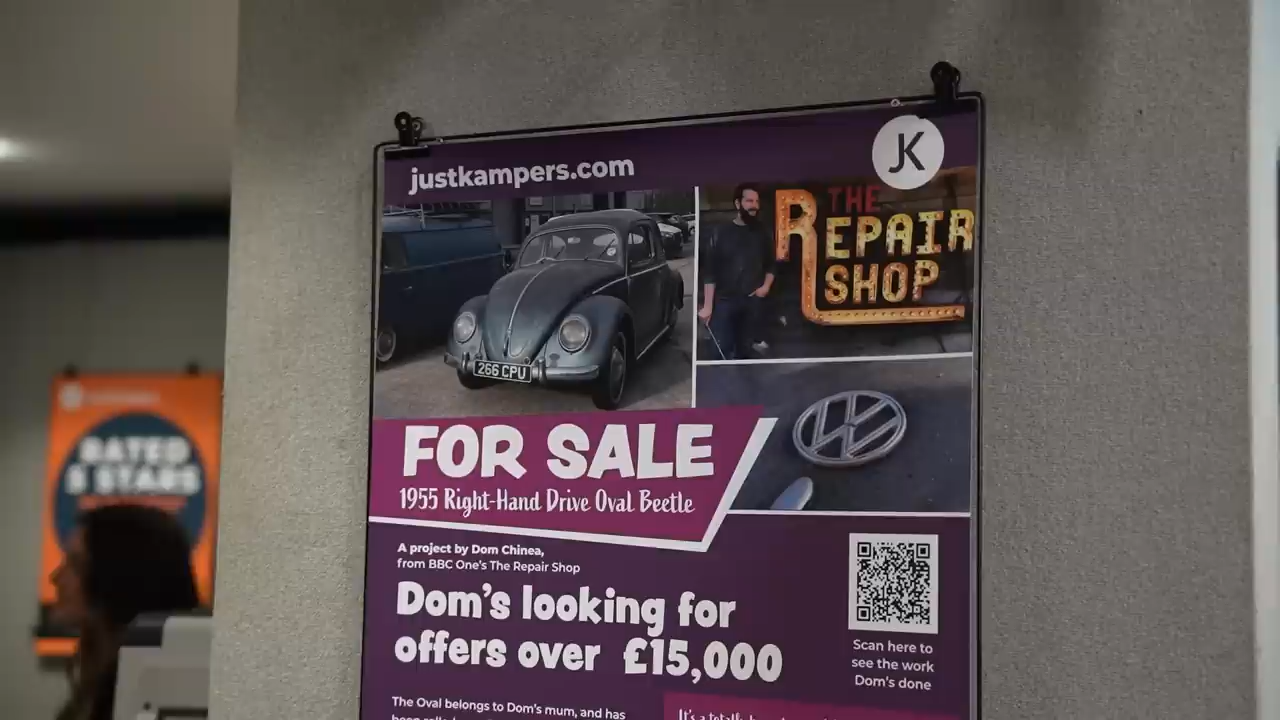 justkampers.com
JK
THE
REPAIR
SHOP
266 CPU
FOR SALE
1955 Right-Hand Drive Oval Beetle
A project by Dom Chinea,
from BBC One's The Repair Shop
Dom's looking for
offers over £15,000
Scan here to
see the work
Dom's done
The Oval belongs to Dom's mum, and has
It's a
RATED
5 STARS